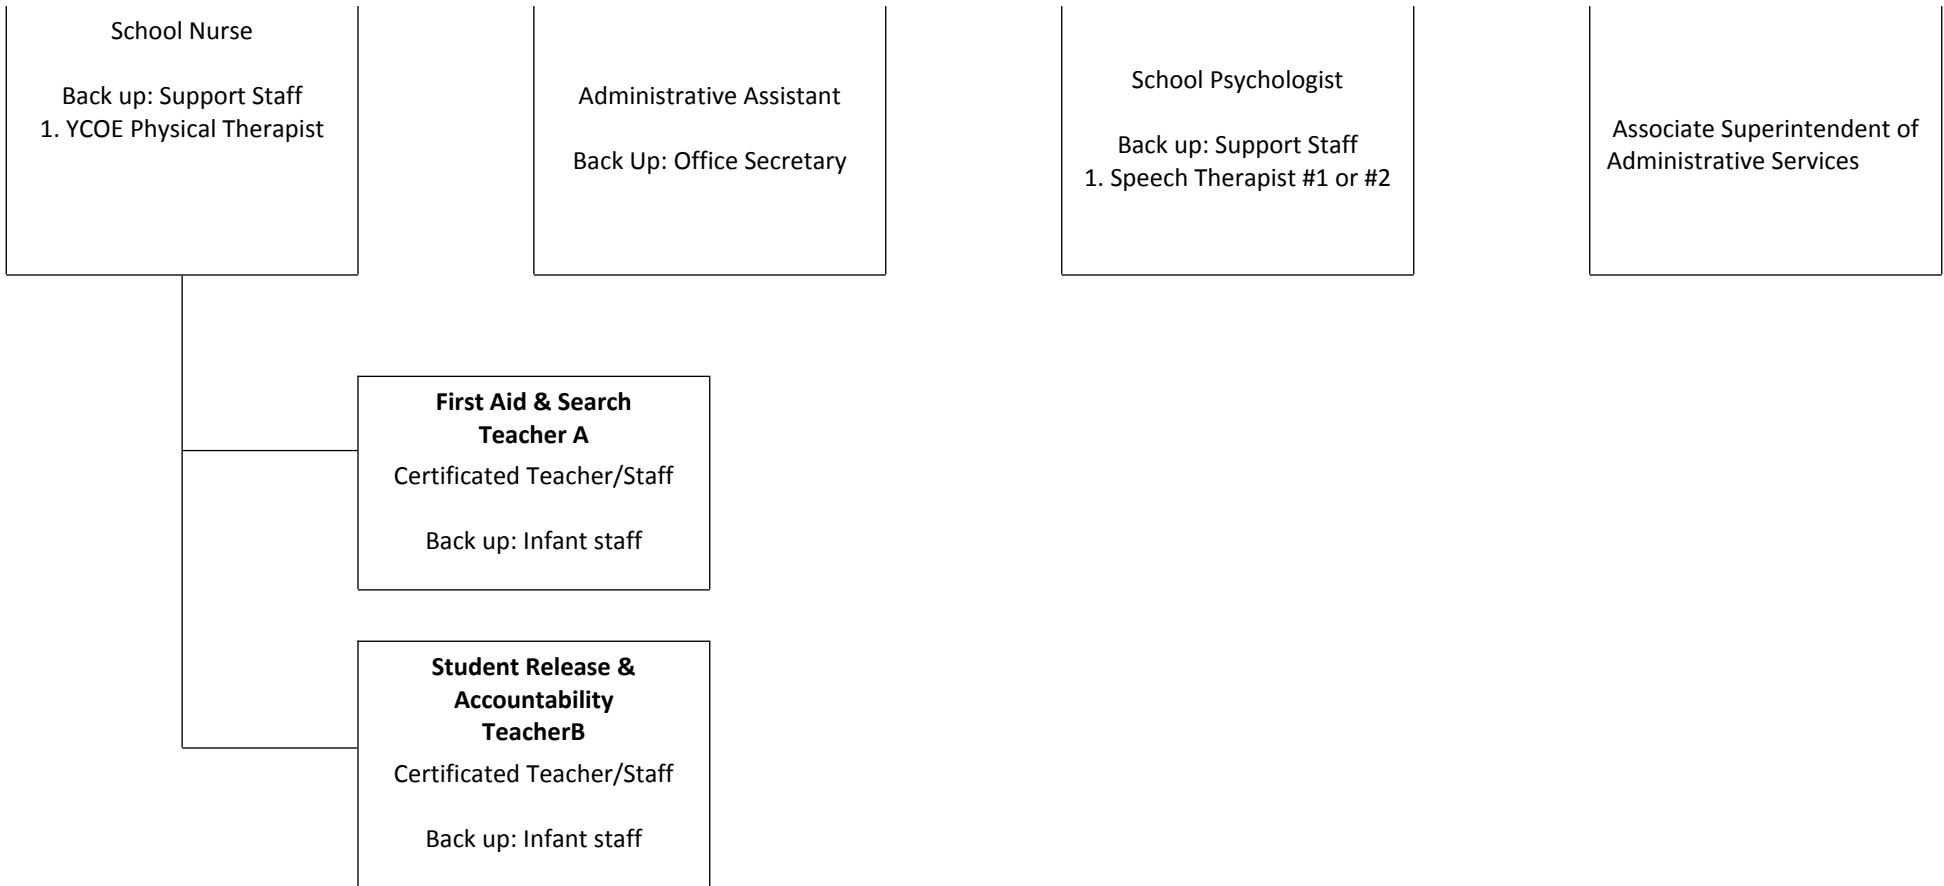 School Nurse
Back up: Support Staff
1. YCOE Physical Therapist
Administrative Assistant
Back Up: Office Secretary
School Psychologist
Back up: Support Staff
1. Speech Therapist #1 or #2
Associate Superintendent of
Administrative Services
First Aid & Search
Teacher A
Certificated Teacher/Staff
Back up: Infant staff
Student Release &
Accountability
TeacherB
Certificated Teacher/Staff
Back up: Infant staff